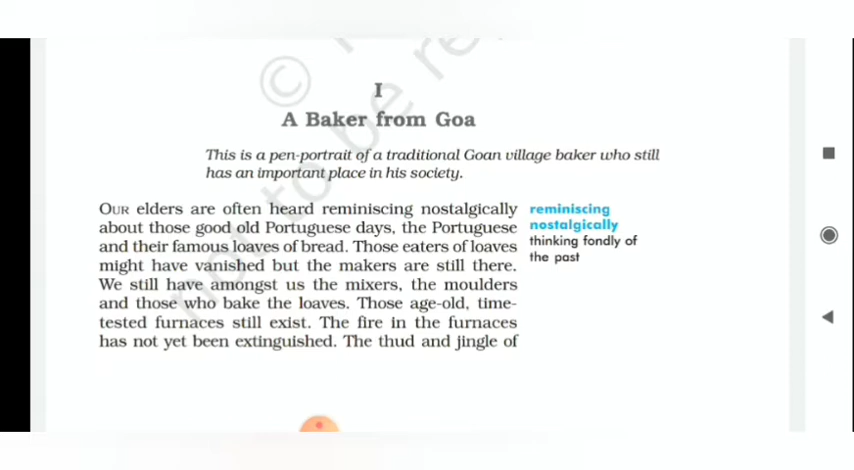 I
A Baker from Goa
This is a pen-portrait of a traditional Goan village baker who still
has an important place in his society.
OUR elders are often heard reminiscing nostalgically
about those good old Portuguese days, the Portuguese
and their famous loaves of bread. Those eaters of loaves
might have vanished but the makers are still there.
We still have amongst us the mixers, the moulders
and those who bake the loaves. Those age-old, time-
tested furnaces still exist. The fire in the furnaces
has not yet been extinguished. The thud and jingle of
reminiscing
nostalgically
thinking fondly of
the past
©
not to be re